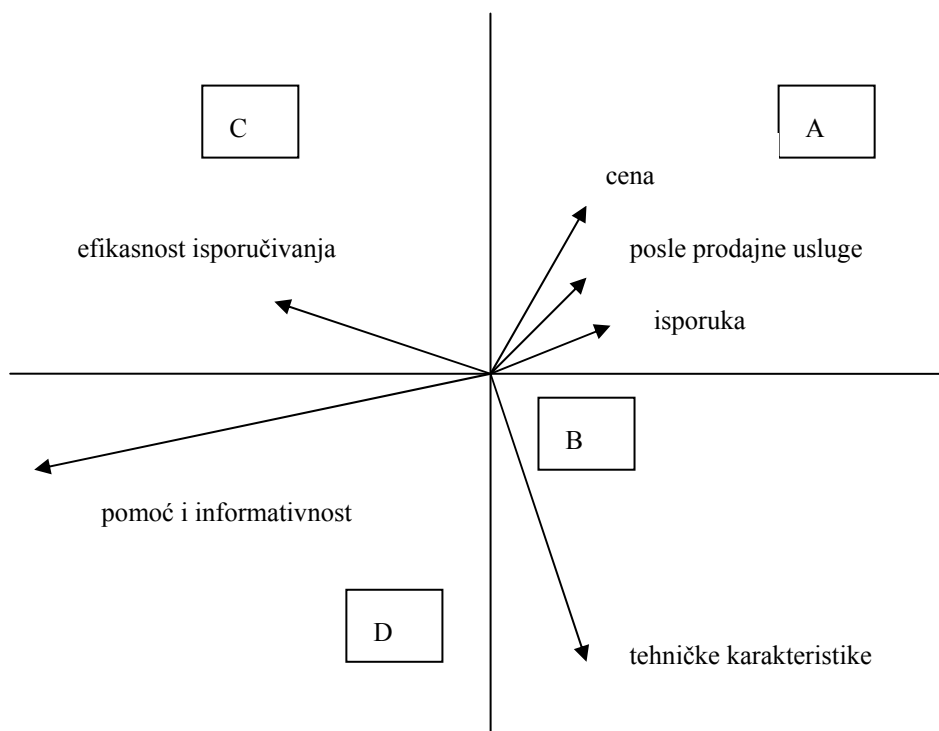 C
A
cena
efikasnost isporučivanja
posle prodajne usluge
isporuka
B
pomoć i informativnost
D
tehničke karakteristike